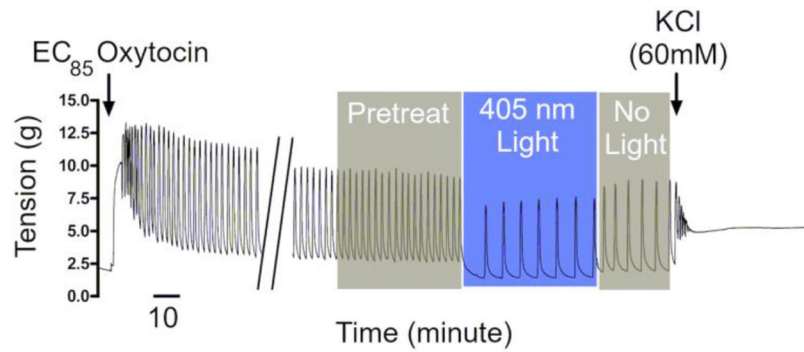 KCl
(60mM)
EC85 Oxytocin
Pretreat
405 nm
Light
No
Light
15.0
12.5
10.0
7.5
5.0
2.5
0.0
Tension (g)
10
Time (minute)